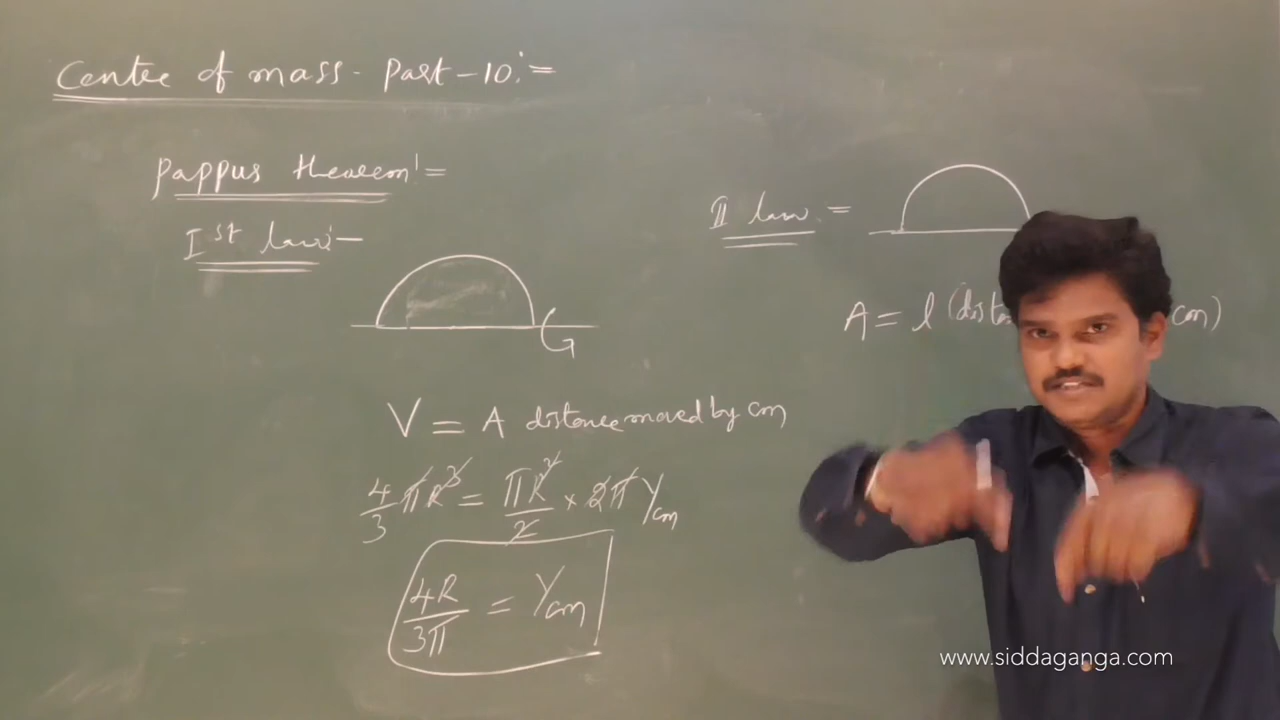 Centre of mass - Part - 10 :=
Pappus theorem :=
Ist law :-
V = A distance moved by cm
4/3 πR³ = πR²/2 × 2π Ycm
4R/3π = Ycm
II law :=
A = l (dista cm)
www.siddaganga.com